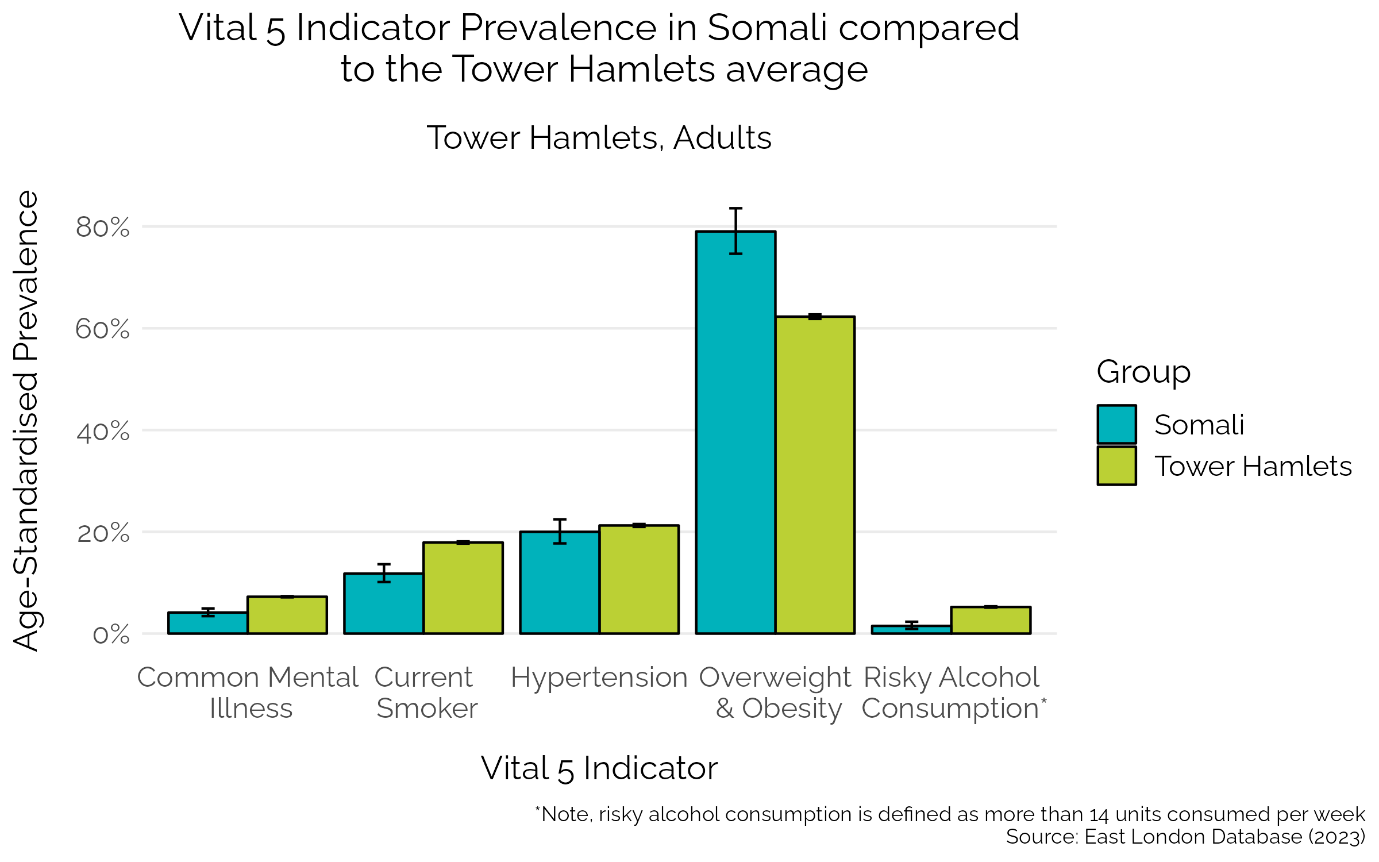 Vital 5 Indicator Prevalence in Somali compared
to the Tower Hamlets average
Tower Hamlets, Adults
Age-Standardised Prevalence
80%
60%
40%
20%
0%
Common Mental
Illness
Current
Smoker
Hypertension
Overweight
& Obesity
Risky Alcohol
Consumption*
Vital 5 Indicator
Group
Somali
Tower Hamlets
*Note, risky alcohol consumption is defined as more than 14 units consumed per week
Source: East London Database (2023)